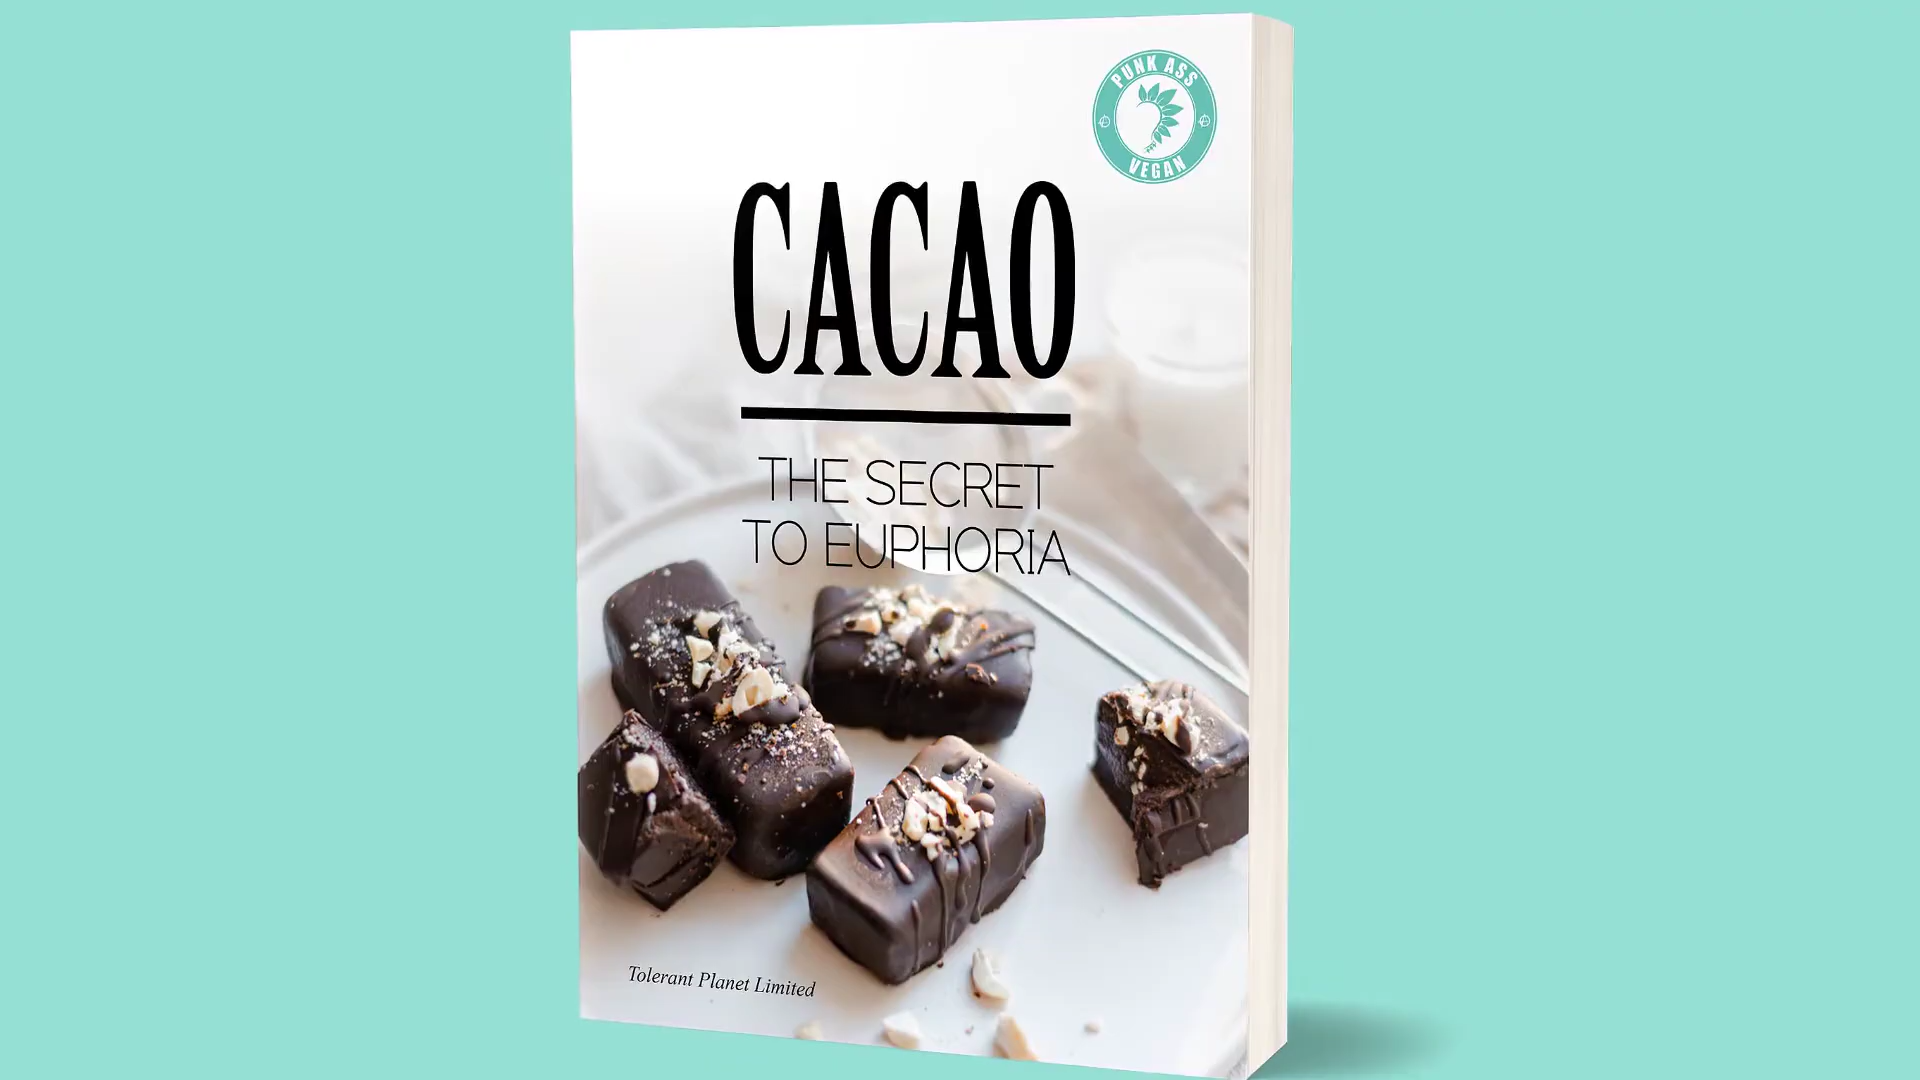 PUNK ASS
VEGAN
CACAO
THE SECRET
TO EUPHORIA
Tolerant Planet Limited